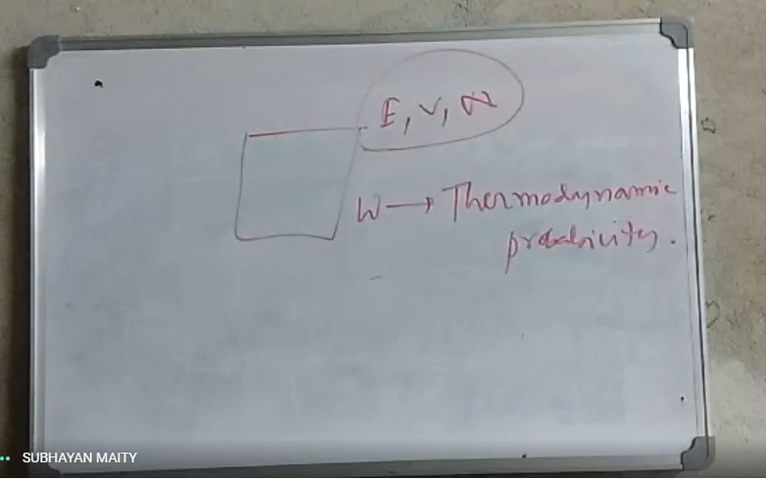 E, V, N
W → Thermodynamic
probability.
SUBHAYAN MAITY